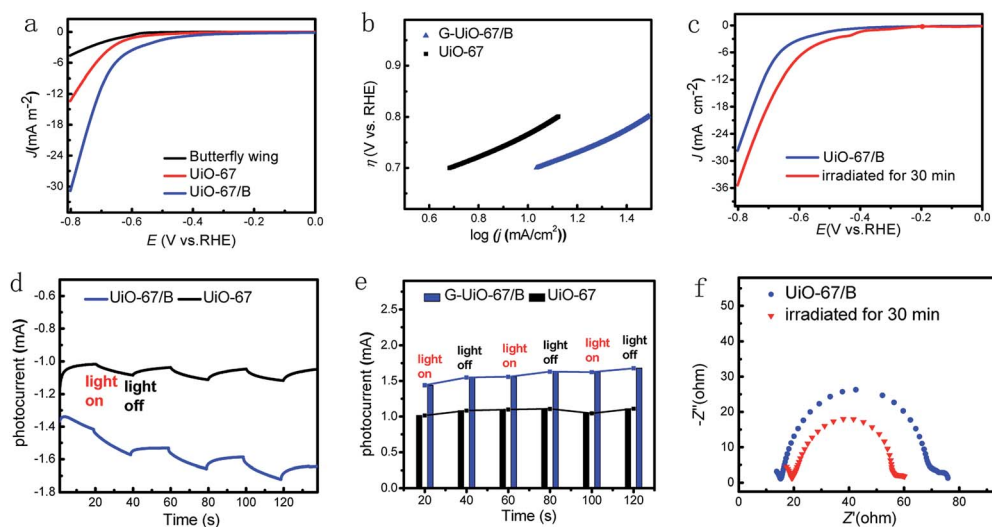 a
J(mA m⁻²)
0
-6
-12
-18
-24
-30
Butterfly wing
UiO-67
UiO-67/B
-0.8 -0.6 -0.4 -0.2 0.0
E (V vs.RHE)
b
η (V vs. RHE)
0.9
0.8
0.7
0.6
G-UiO-67/B
UiO-67
0.6 0.8 1.0 1.2 1.4
log (j (mA/cm²))
c
J (mA cm⁻²)
0
-6
-12
-18
-24
-30
-36
UiO-67/B
irradiated for 30 min
-0.8 -0.6 -0.4 -0.2 0.0
E(V vs.RHE)
d
photocurrent (mA)
-0.6
-0.8
-1.0
-1.2
-1.4
-1.6
-1.8
UiO-67/B UiO-67
light light
on off
0 20 40 60 80 100 120
Time (s)
e
photocurrent (mA)
2.5
2.0
1.5
1.0
0.5
0.0
G-UiO-67/B UiO-67
light on
light off
light on
light off
light on
light off
20 40 60 80 100 120
Time (s)
f
-Z''(ohm)
50
40
30
20
10
0
UiO-67/B
irradiated for 30 min
0 20 40 60 80
Z'(ohm)